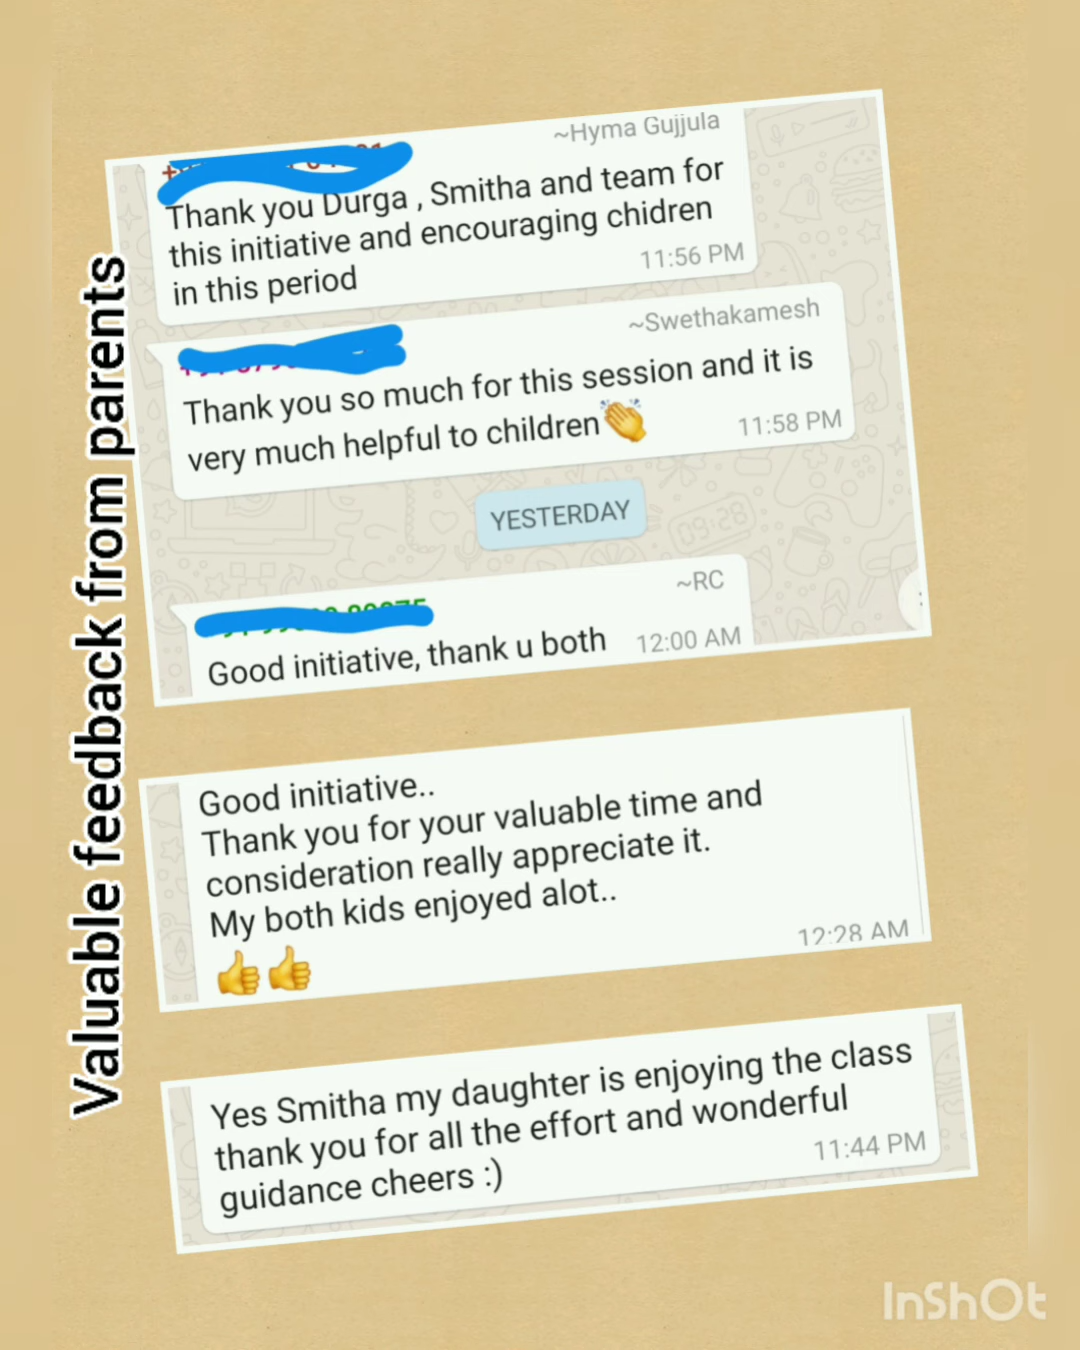 Valuable feedback from parents
~Hyma Gujjula
Thank you Durga , Smitha and team for
this initiative and encouraging chidren
in this period
11:56 PM
~Swethakamesh
Thank you so much for this session and it is
very much helpful to children👏
11:58 PM
YESTERDAY
~RC
Good initiative, thank u both
12:00 AM
Good initiative..
Thank you for your valuable time and
consideration really appreciate it.
My both kids enjoyed alot..
👍👍
12:28 AM
Yes Smitha my daughter is enjoying the class
thank you for all the effort and wonderful
guidance cheers :)
11:44 PM
InShOt